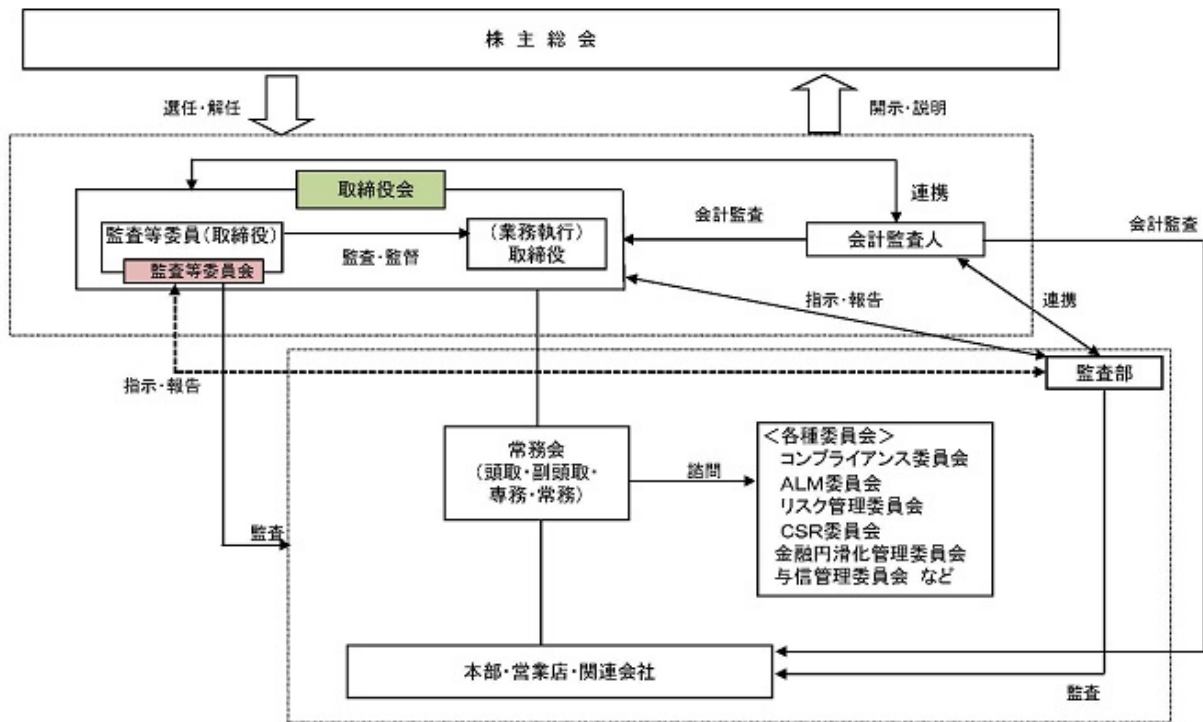 株主総会
選任・解任
開示・説明
取締役会
連携
会計監査
会計監査
監査等委員(取締役)
(業務執行)
取締役
会計監査人
監査・監督
監査等委員会
指示・報告
連携
監査部
指示・報告
常務会
(頭取・副頭取・
専務・常務)
諮問
<各種委員会>
コンプライアンス委員会
ALM委員会
リスク管理委員会
CSR委員会
金融円滑化管理委員会
与信管理委員会 など
監査
本部・営業店・関連会社
監査